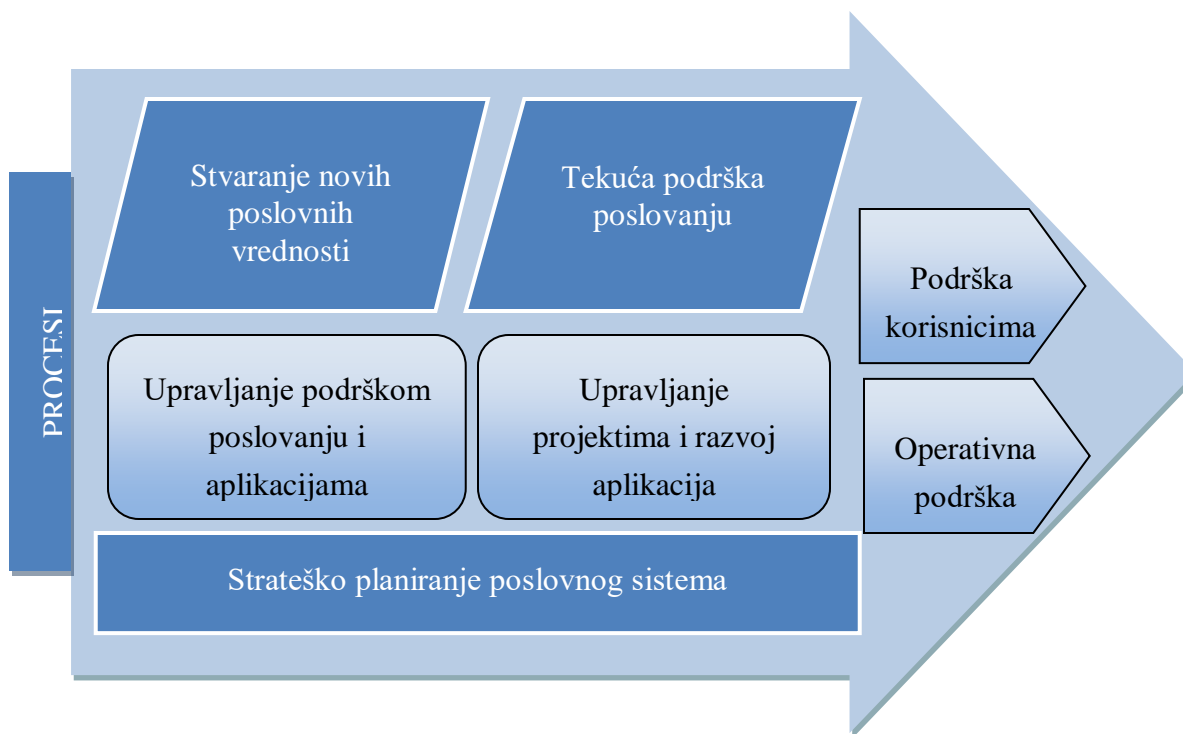 PROCESI
Stvaranje novih
poslovnih
vrednosti
Tekuća podrška
poslovanju
Podrška
korisnicima
Upravljanje podrškom
poslovanju i
aplikacijama
Upravljanje
projektima i razvoj
aplikacija
Operativna
podrška
Strateško planiranje poslovnog sistema